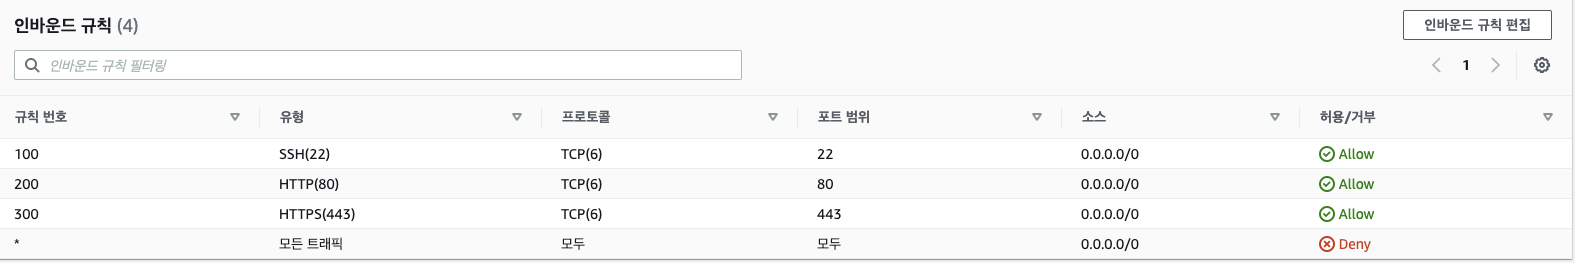 인바운드 규칙 (4)
인바운드 규칙 편집
인바운드 규칙 필터링
1
규칙 번호 유형 프로토콜 포트 범위 소스 허용/거부
100 SSH(22) TCP(6) 22 0.0.0.0/0 Allow
200 HTTP(80) TCP(6) 80 0.0.0.0/0 Allow
300 HTTPS(443) TCP(6) 443 0.0.0.0/0 Allow
* 모든 트래픽 모두 모두 0.0.0.0/0 Deny